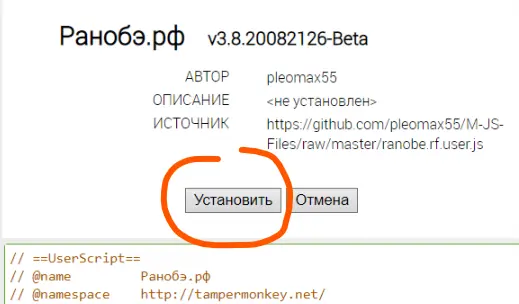 Ранобэ.рф v3.8.20082126-Beta
АВТОР pleomax55
ОПИСАНИЕ <не установлен>
ИСТОЧНИК https://github.com/pleomax55/M-JS-
Files/raw/master/ranobe.rf.user.js
Установить Отмена
// ==UserScript==
// @name Ранобэ.рф
// @namespace http://tampermonkey.net/